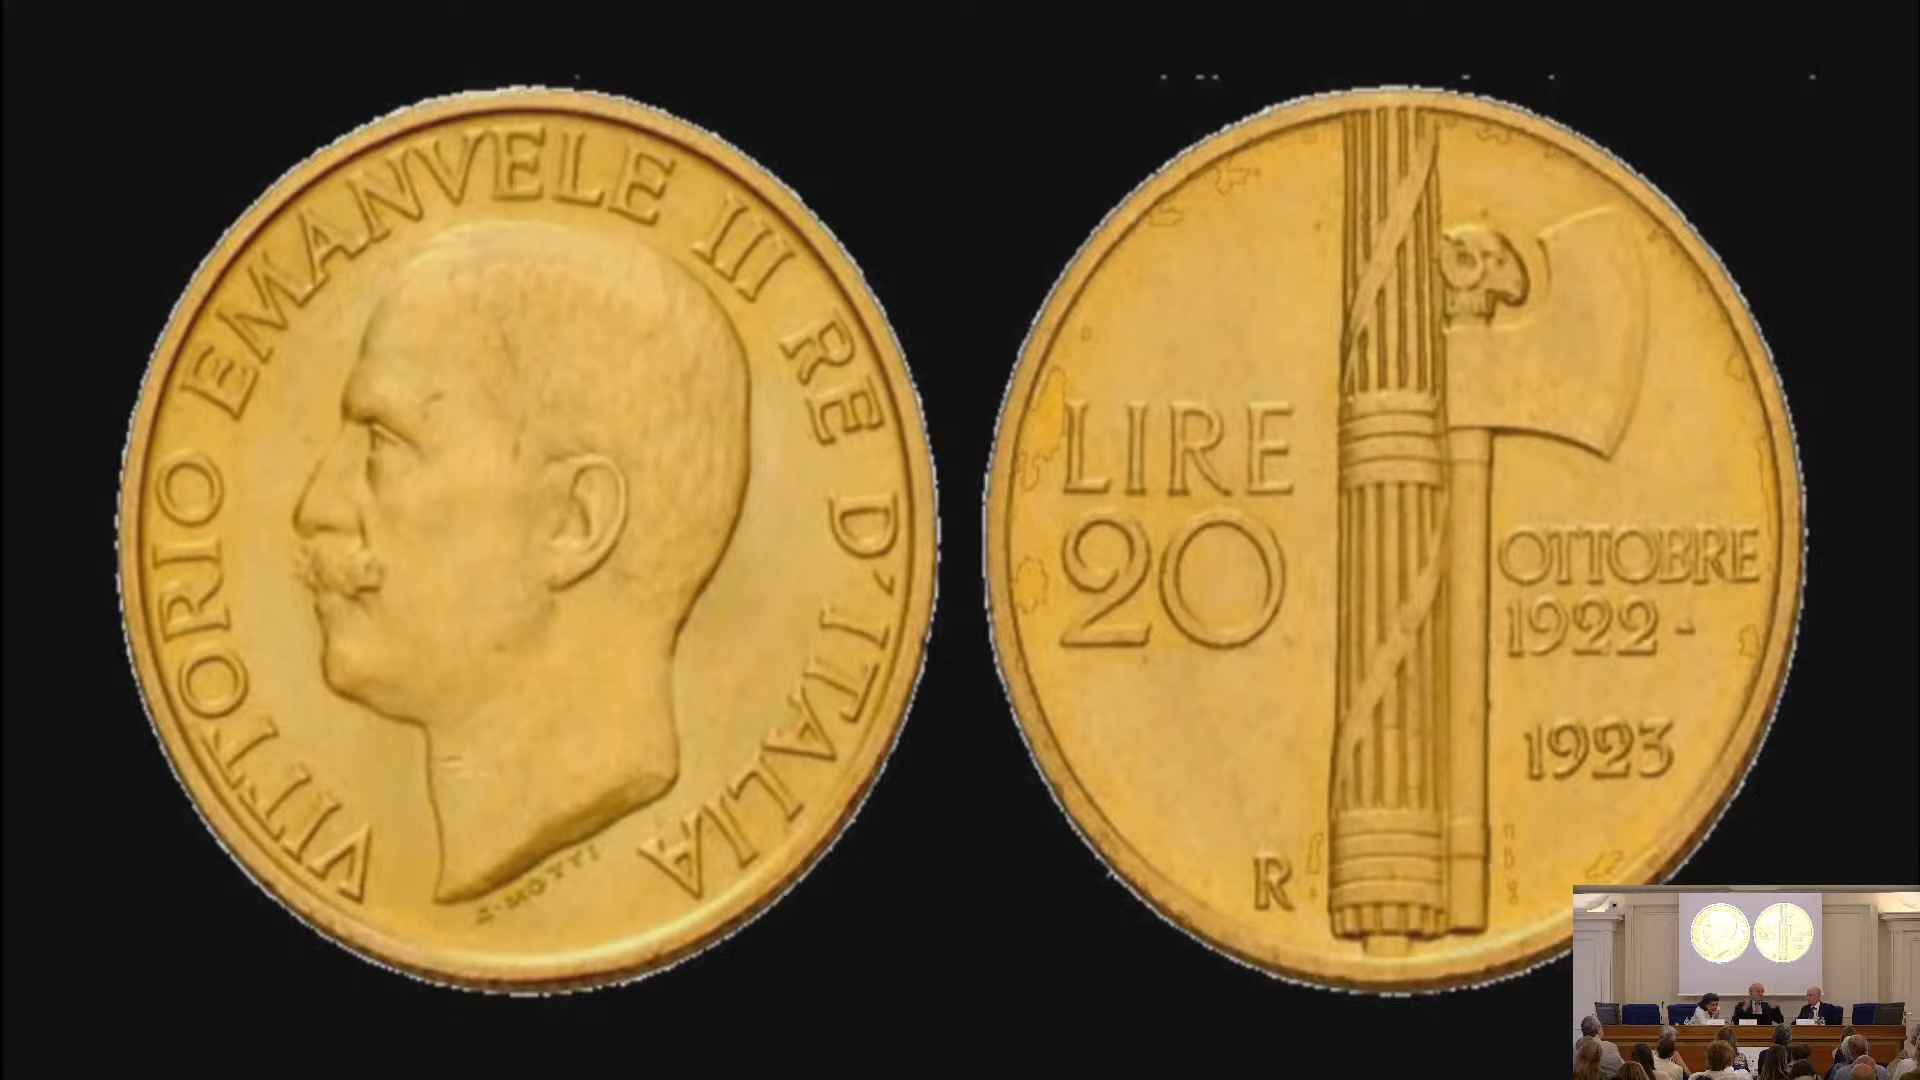 VITTORIO EMANVELE III RE D'ITALIA
A·MOTTI
LIRE
20
OTTOBRE
1922 -
1923
R